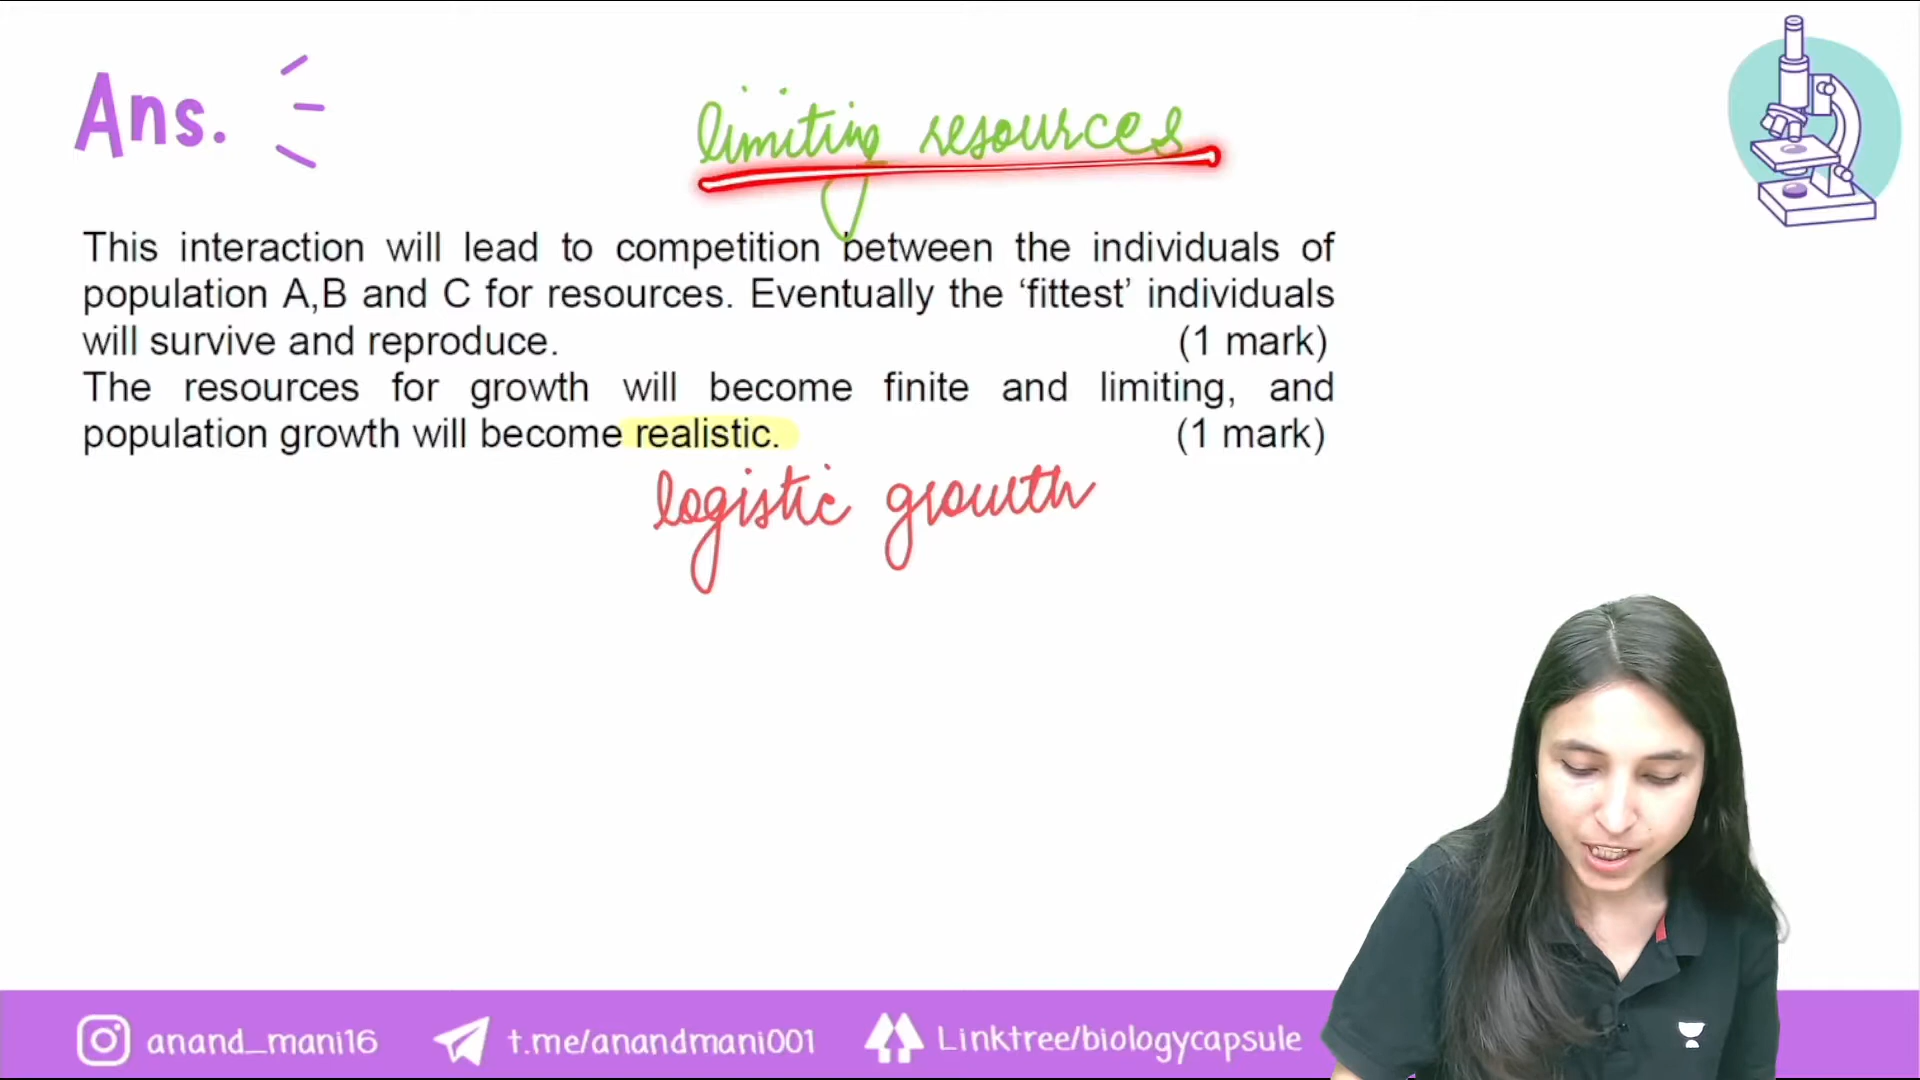 Ans.
limiting resources
This interaction will lead to competition between the individuals of
population A,B and C for resources. Eventually the ‘fittest’ individuals
will survive and reproduce. (1 mark)
The resources for growth will become finite and limiting, and
population growth will become realistic. (1 mark)
logistic growth
anand_mani16 t.me/anandmani001 Linktree/biologycapsule